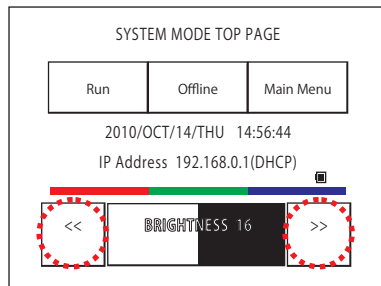 SYSTEM MODE TOP PAGE
Run Offline Main Menu
2010/OCT/14/THU 14:56:44
IP Address 192.168.0.1(DHCP)
<< BRIGHTNESS 16 >>